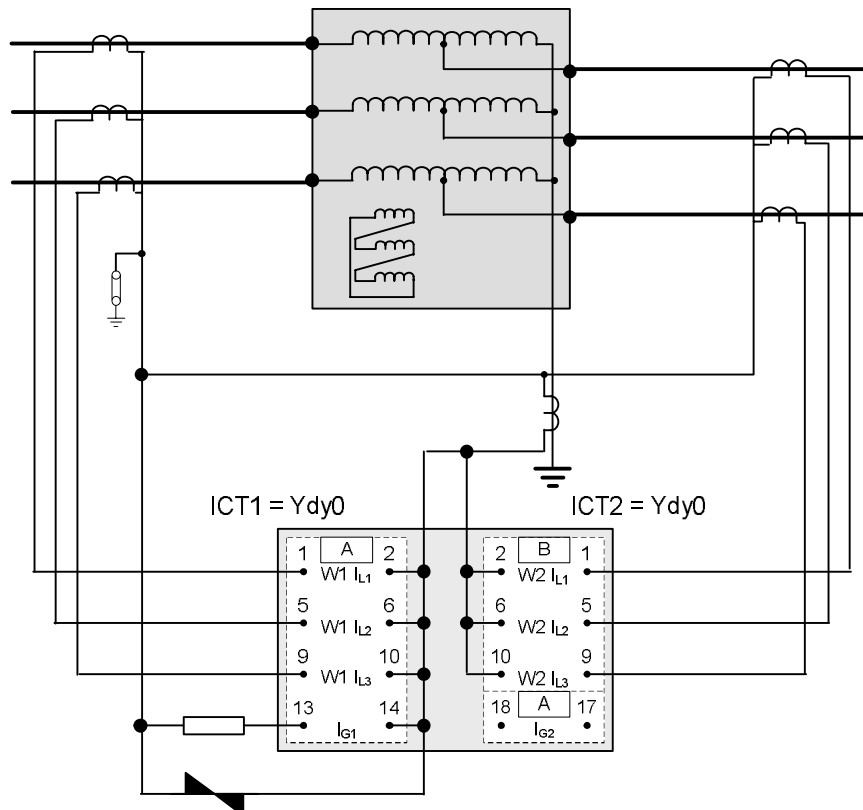 ICT1 = Ydy0
ICT2 = Ydy0
1 A 2
W1 IL1
5 6
W1 IL2
9 10
W1 IL3
13 14
IG1
2 B 1
W2 IL1
6 5
W2 IL2
10 9
W2 IL3
18 A 17
IG2